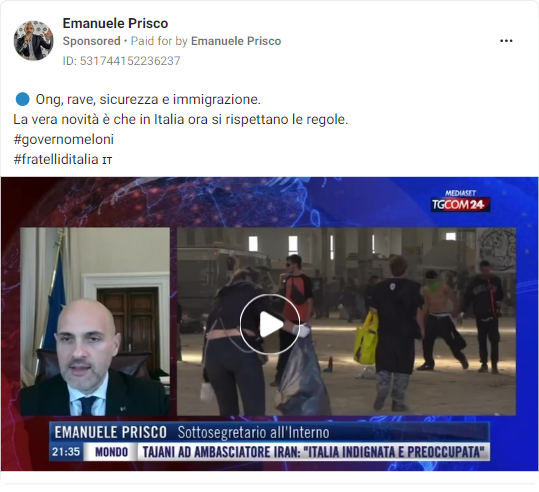 Emanuele Prisco
Sponsored • Paid for by Emanuele Prisco
ID: 531744152236237
🔵 Ong, rave, sicurezza e immigrazione.
La vera novità è che in Italia ora si rispettano le regole.
#governomeloni
#fratelliditalia ɪᴛ
MEDIASET
TGCOM24
EMANUELE PRISCO Sottosegretario all'Interno
21:35 MONDO TAJANI AD AMBASCIATORE IRAN: "ITALIA INDIGNATA E PREOCCUPATA"